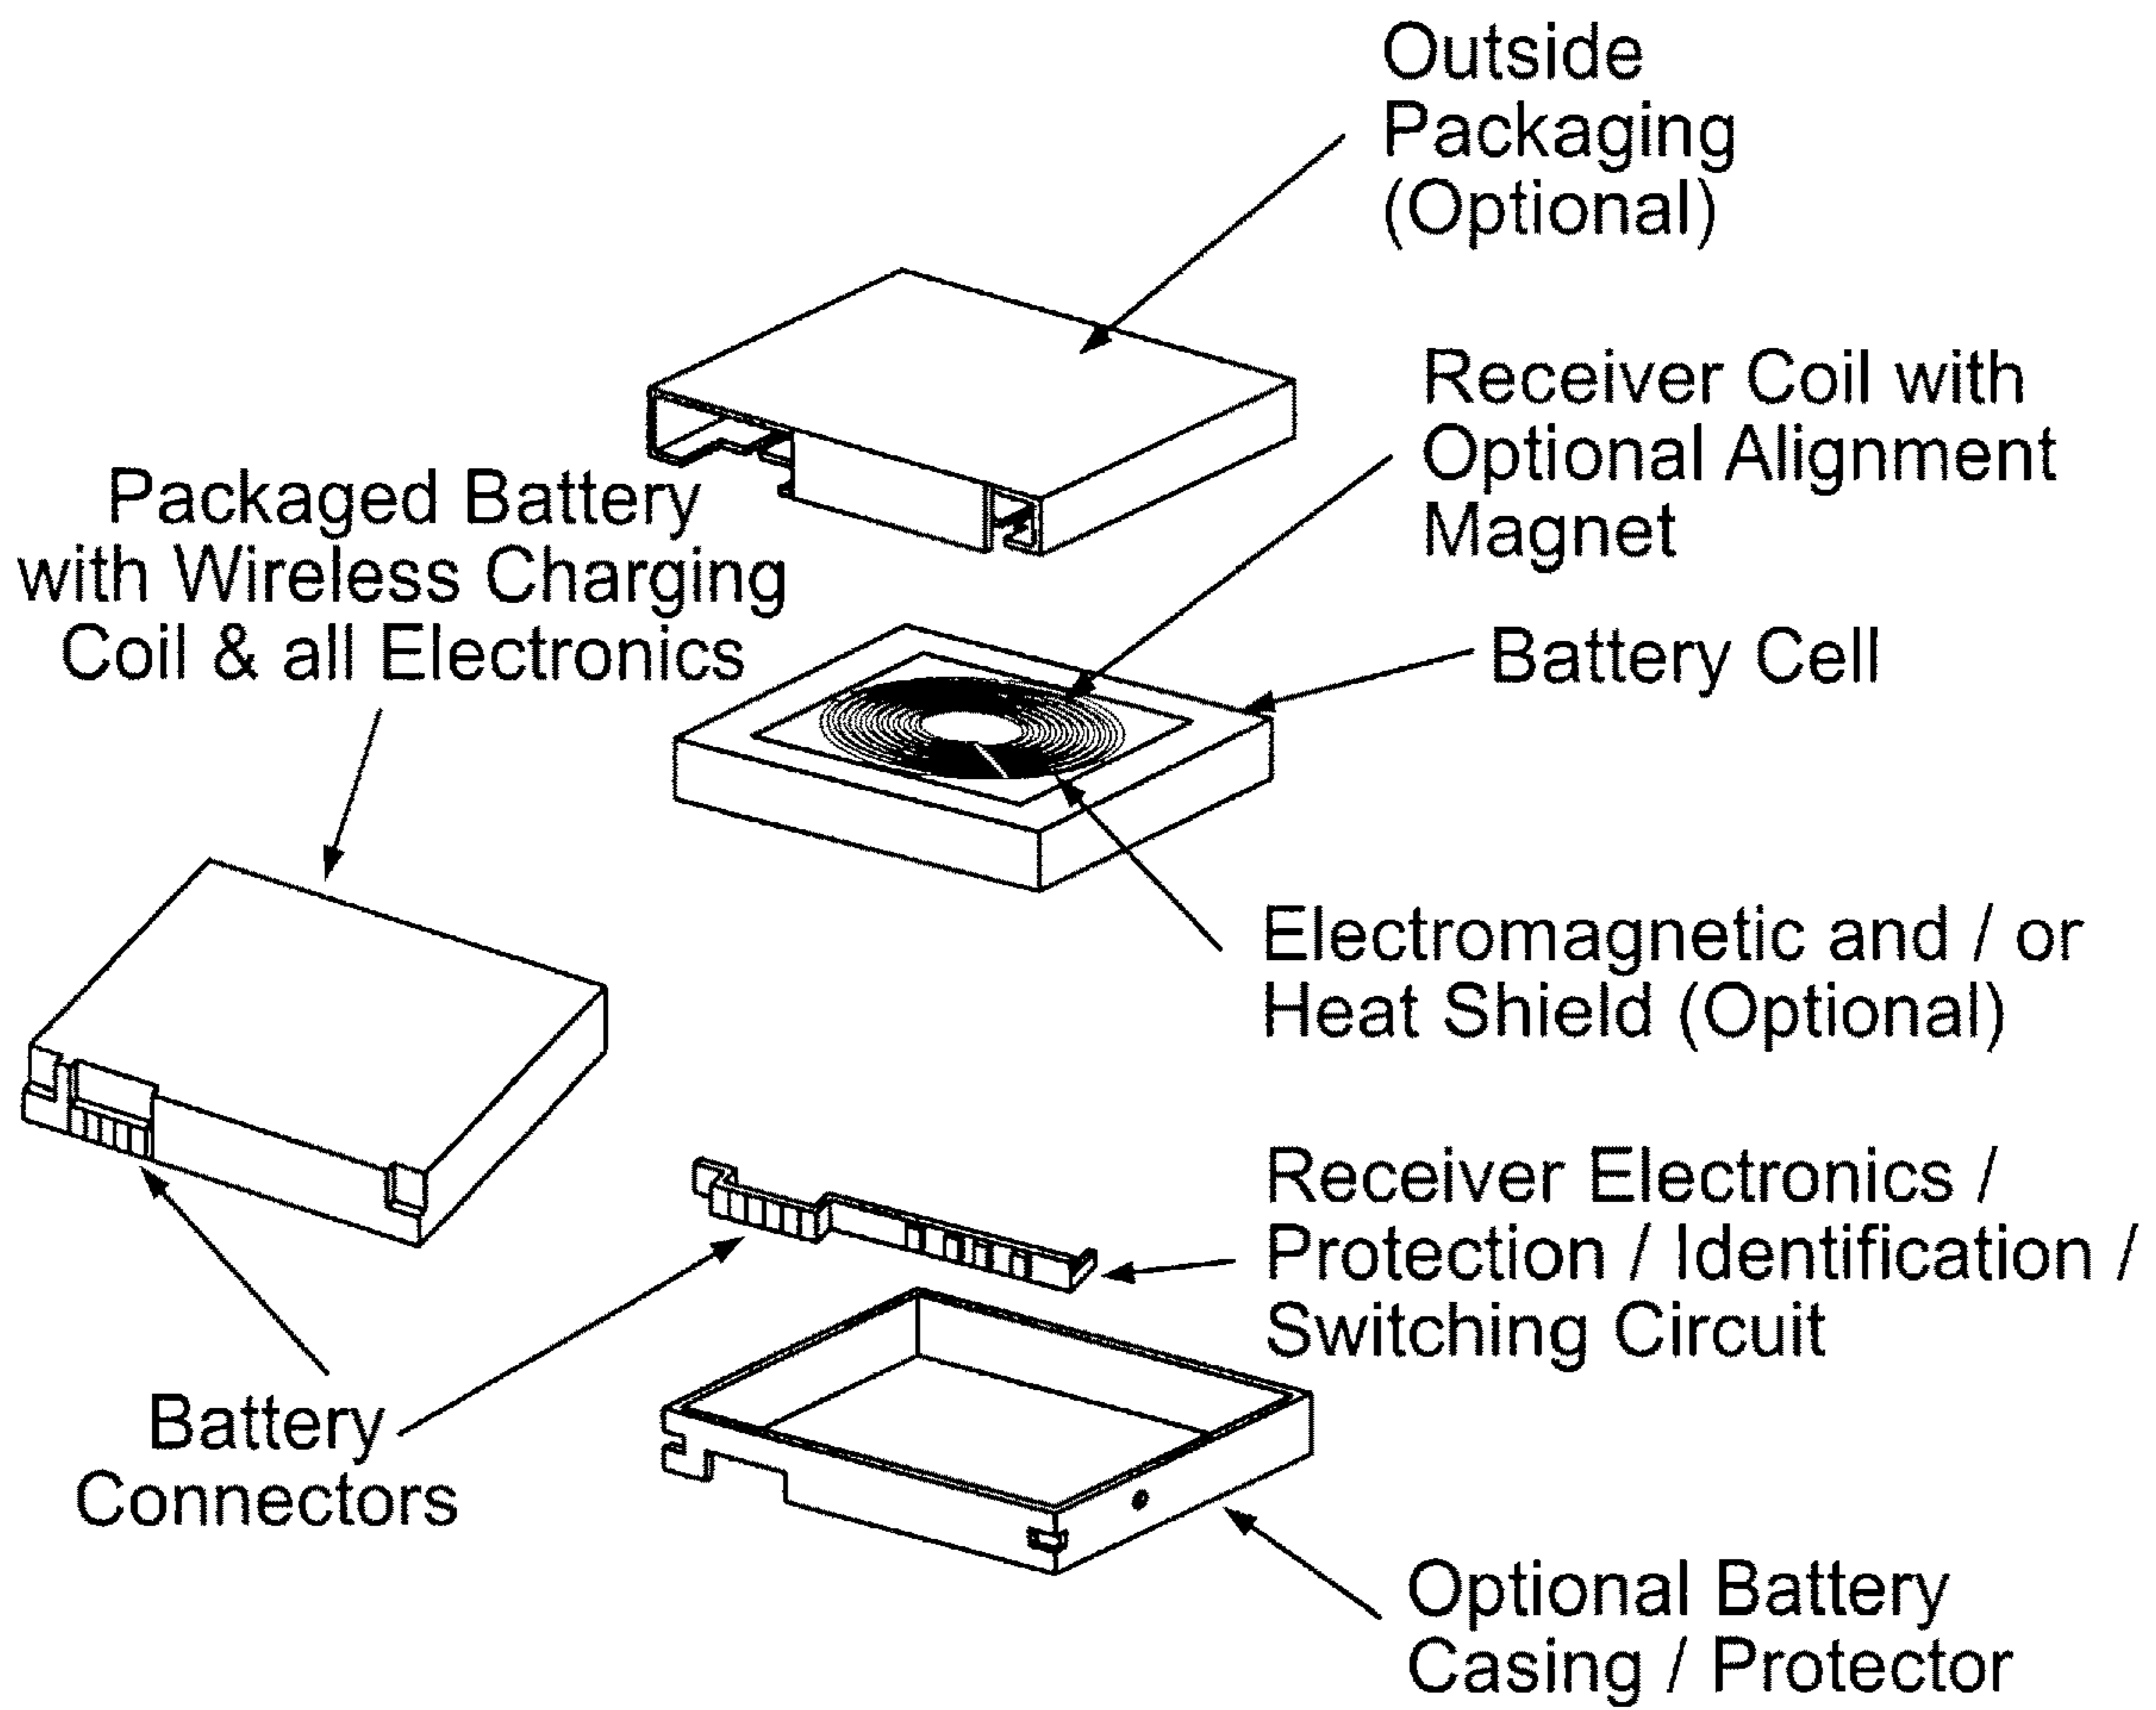 Outside
Packaging
(Optional)
Receiver Coil with
Optional Alignment
Magnet
Packaged Battery
with Wireless Charging
Coil & all Electronics
Battery Cell
Electromagnetic and / or
Heat Shield (Optional)
Receiver Electronics /
Protection / Identification /
Switching Circuit
Battery
Connectors
Optional Battery
Casing / Protector